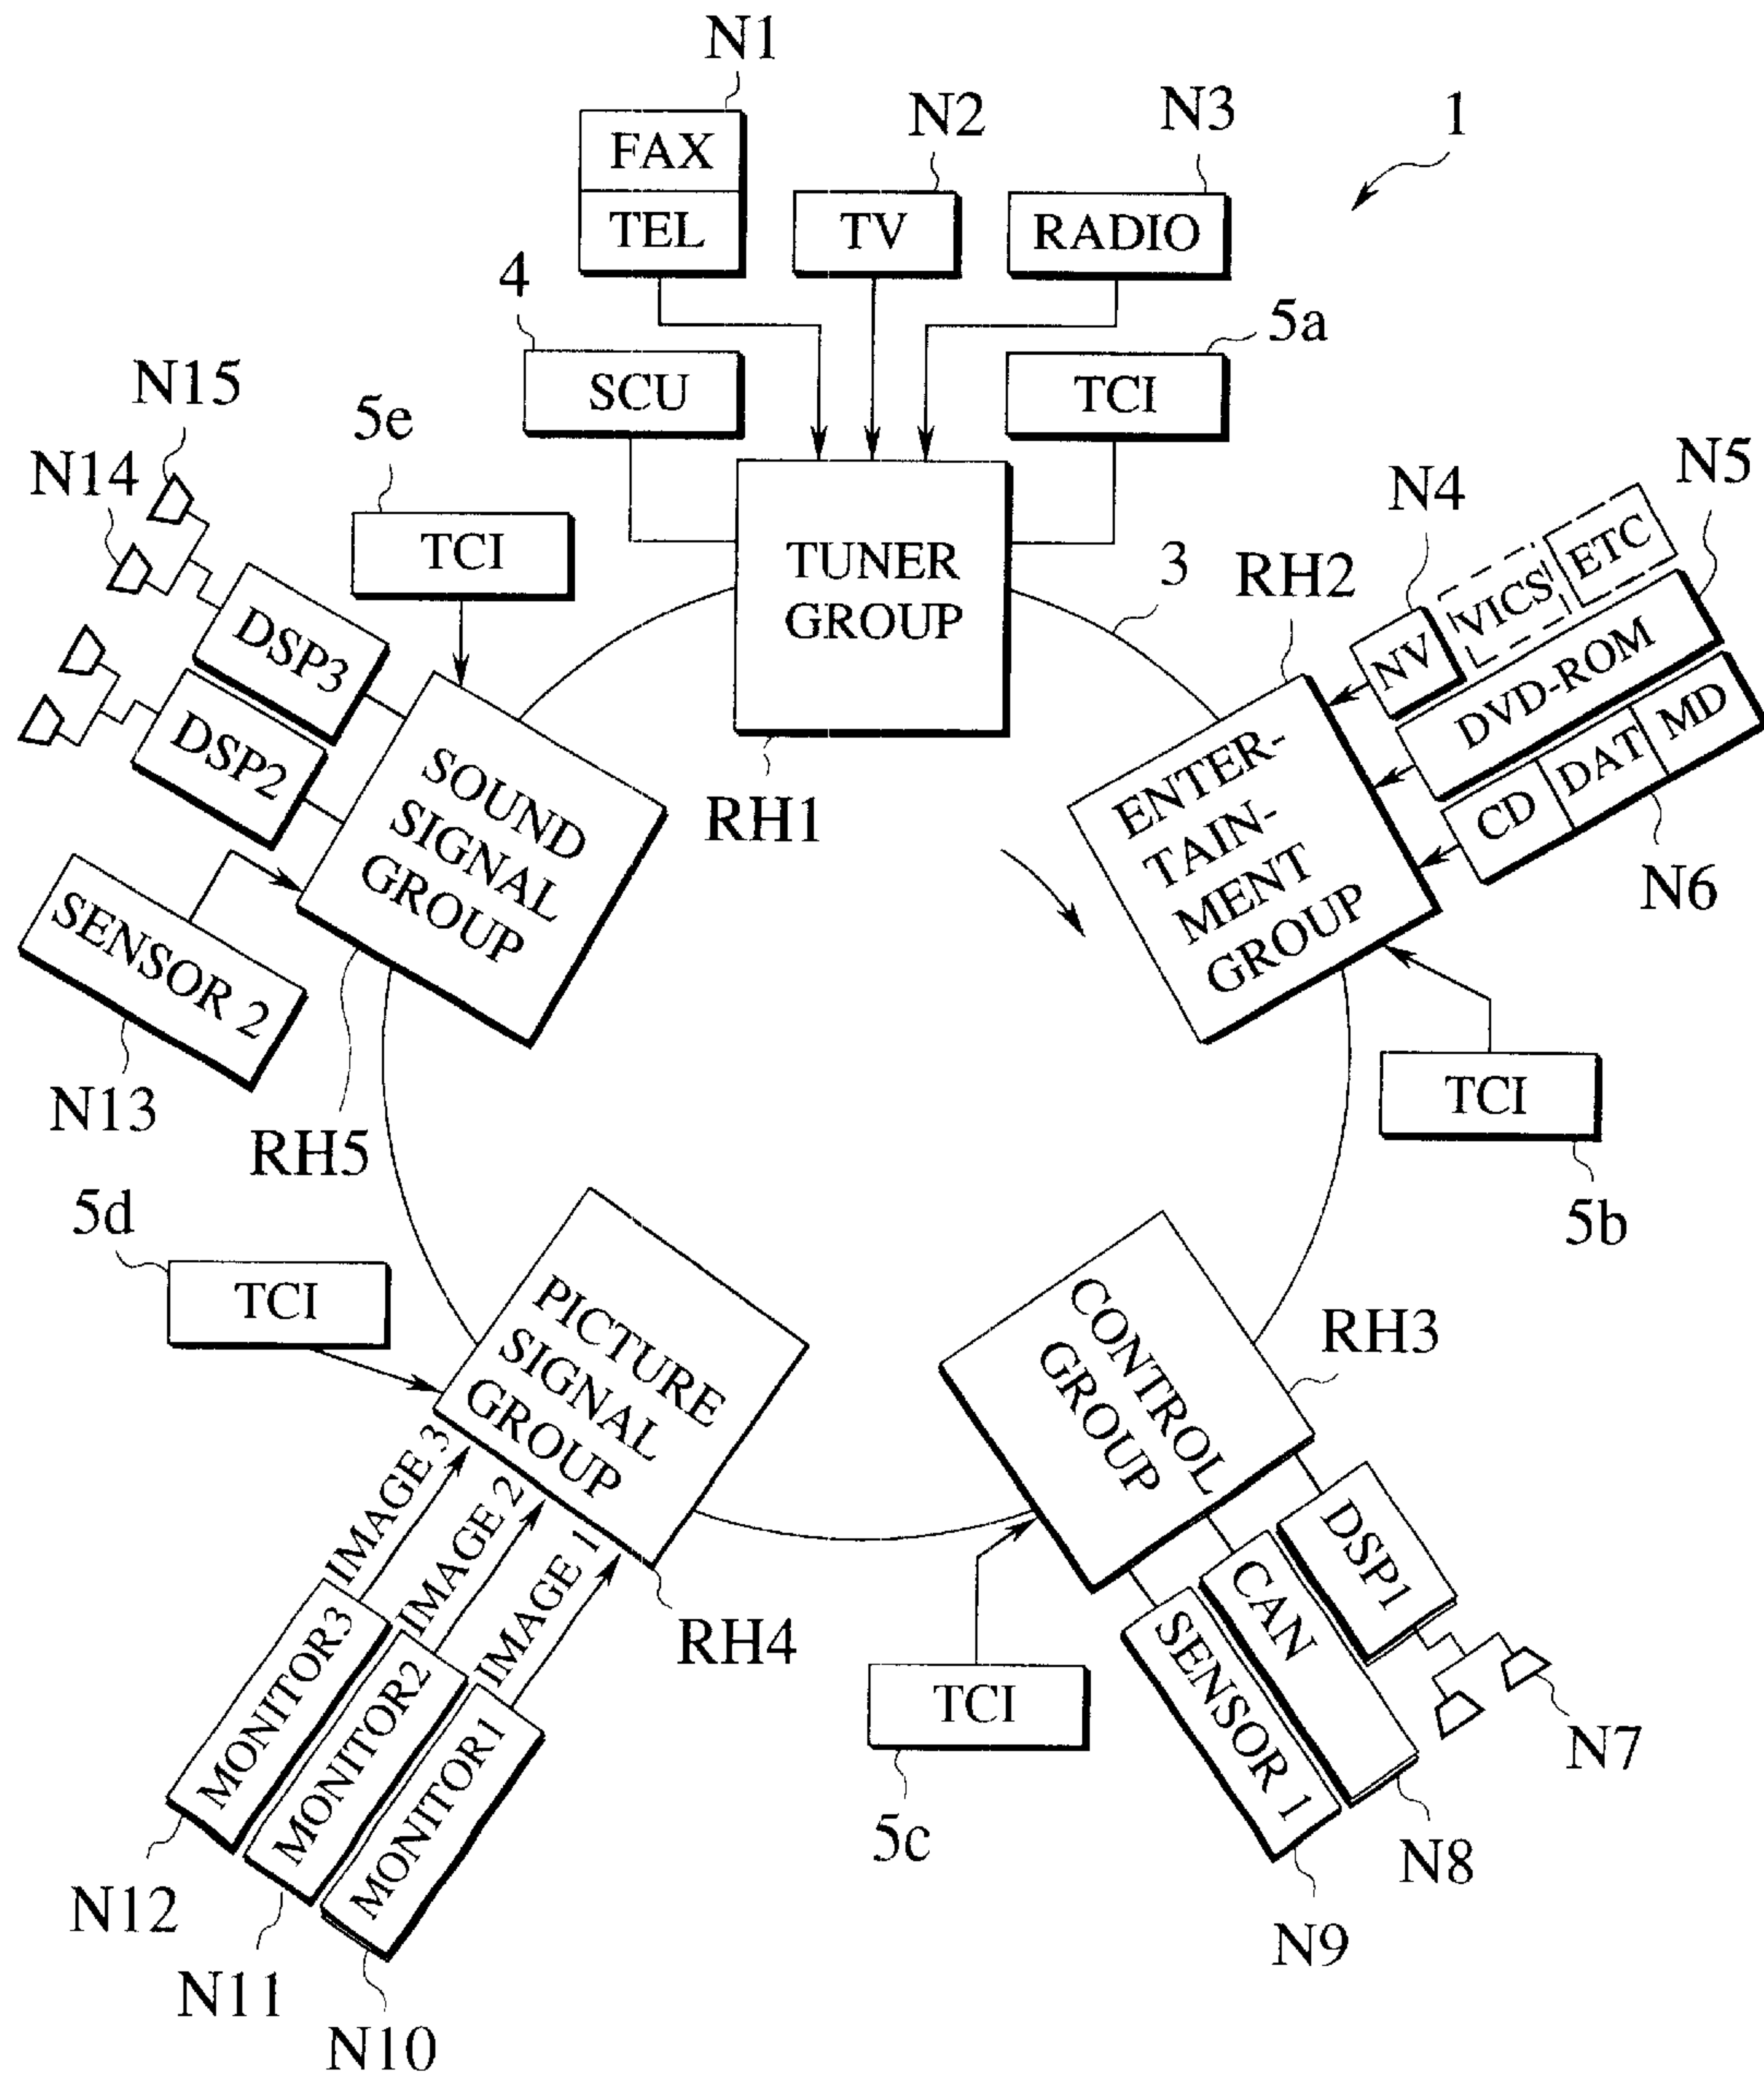 N1
N2
N3
1
FAX
TEL
TV
RADIO
4
SCU
5a
TCI
N15
N14
5e
TCI
TUNER
GROUP
RH1
3
RH2
N4
N5
NV
VICS
ETC
DVD-ROM
CD
DAT
MD
N6
ENTER-
TAIN-
MENT
GROUP
TCI
5b
DSP3
DSP2
SOUND
SIGNAL
GROUP
SENSOR 2
N13
RH5
5d
TCI
PICTURE
SIGNAL
GROUP
RH4
IMAGE 3
IMAGE 2
IMAGE 1
MONITOR3
MONITOR2
MONITOR1
N12
N11
N10
CONTROL
GROUP
RH3
TCI
5c
DSP1
CAN
SENSOR 1
N7
N8
N9